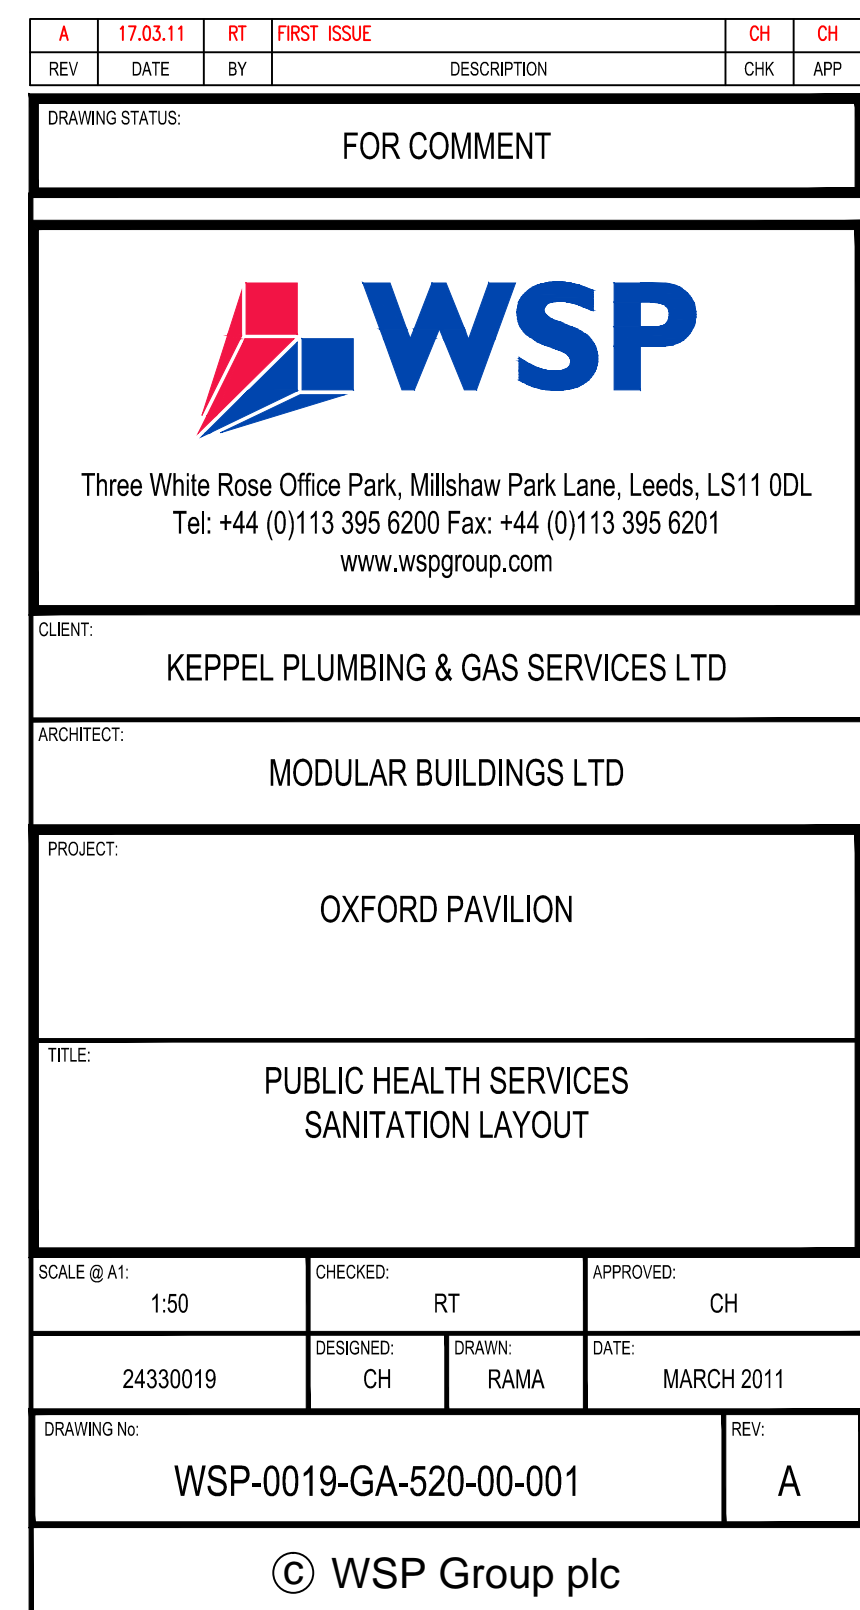 A 17.03.11 RT FIRST ISSUE CH CH
REV DATE BY DESCRIPTION CHK APP
DRAWING STATUS:
FOR COMMENT
WSP
Three White Rose Office Park, Millshaw Park Lane, Leeds, LS11 0DL
Tel: +44 (0)113 395 6200 Fax: +44 (0)113 395 6201
www.wspgroup.com
CLIENT:
KEPPEL PLUMBING & GAS SERVICES LTD
ARCHITECT:
MODULAR BUILDINGS LTD
PROJECT:
OXFORD PAVILION
TITLE:
PUBLIC HEALTH SERVICES
SANITATION LAYOUT
SCALE @ A1: CHECKED: APPROVED:
1:50 RT CH
DESIGNED: DRAWN: DATE:
24330019 CH RAMA MARCH 2011
DRAWING No: REV:
WSP-0019-GA-520-00-001 A
© WSP Group plc